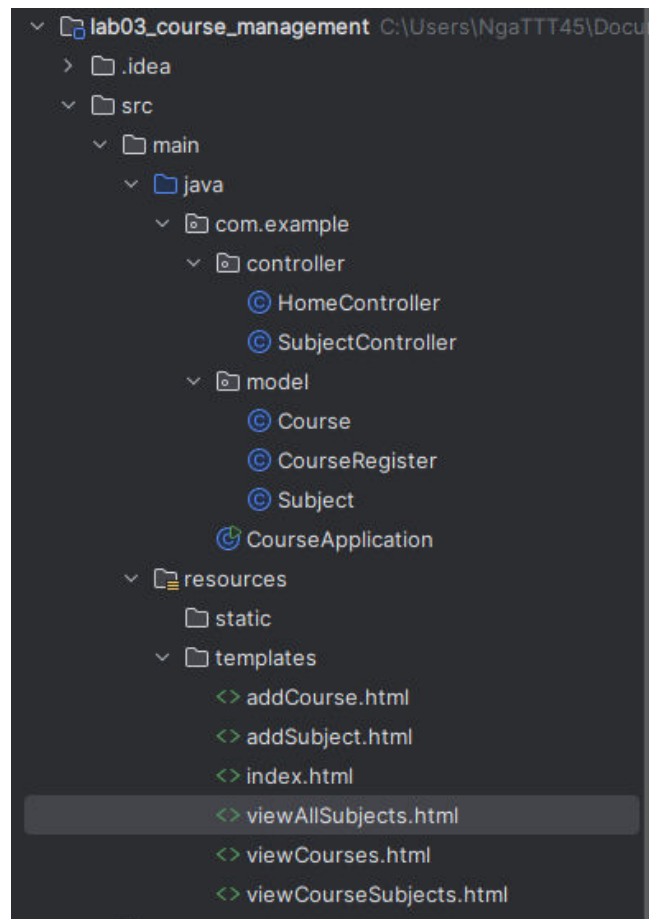 lab03_course_management C:\Users\NgaTTT45\Docu
.idea
src
main
java
com.example
controller
HomeController
SubjectController
model
Course
CourseRegister
Subject
CourseApplication
resources
static
templates
addCourse.html
addSubject.html
index.html
viewAllSubjects.html
viewCourses.html
viewCourseSubjects.html